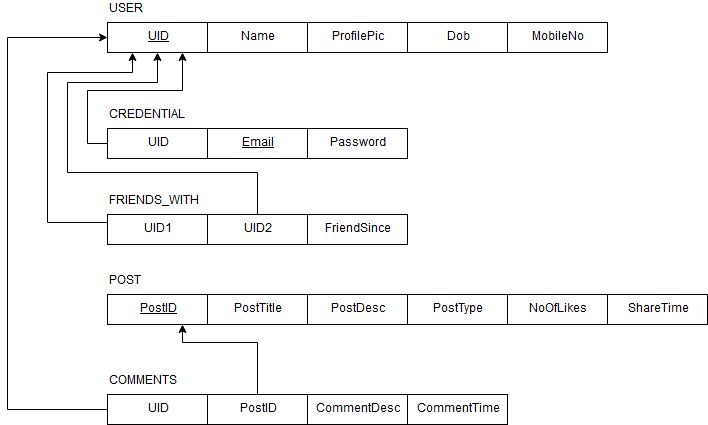 USER
UID Name ProfilePic Dob MobileNo
CREDENTIAL
UID Email Password
FRIENDS_WITH
UID1 UID2 FriendSince
POST
PostID PostTitle PostDesc PostType NoOfLikes ShareTime
COMMENTS
UID PostID CommentDesc CommentTime